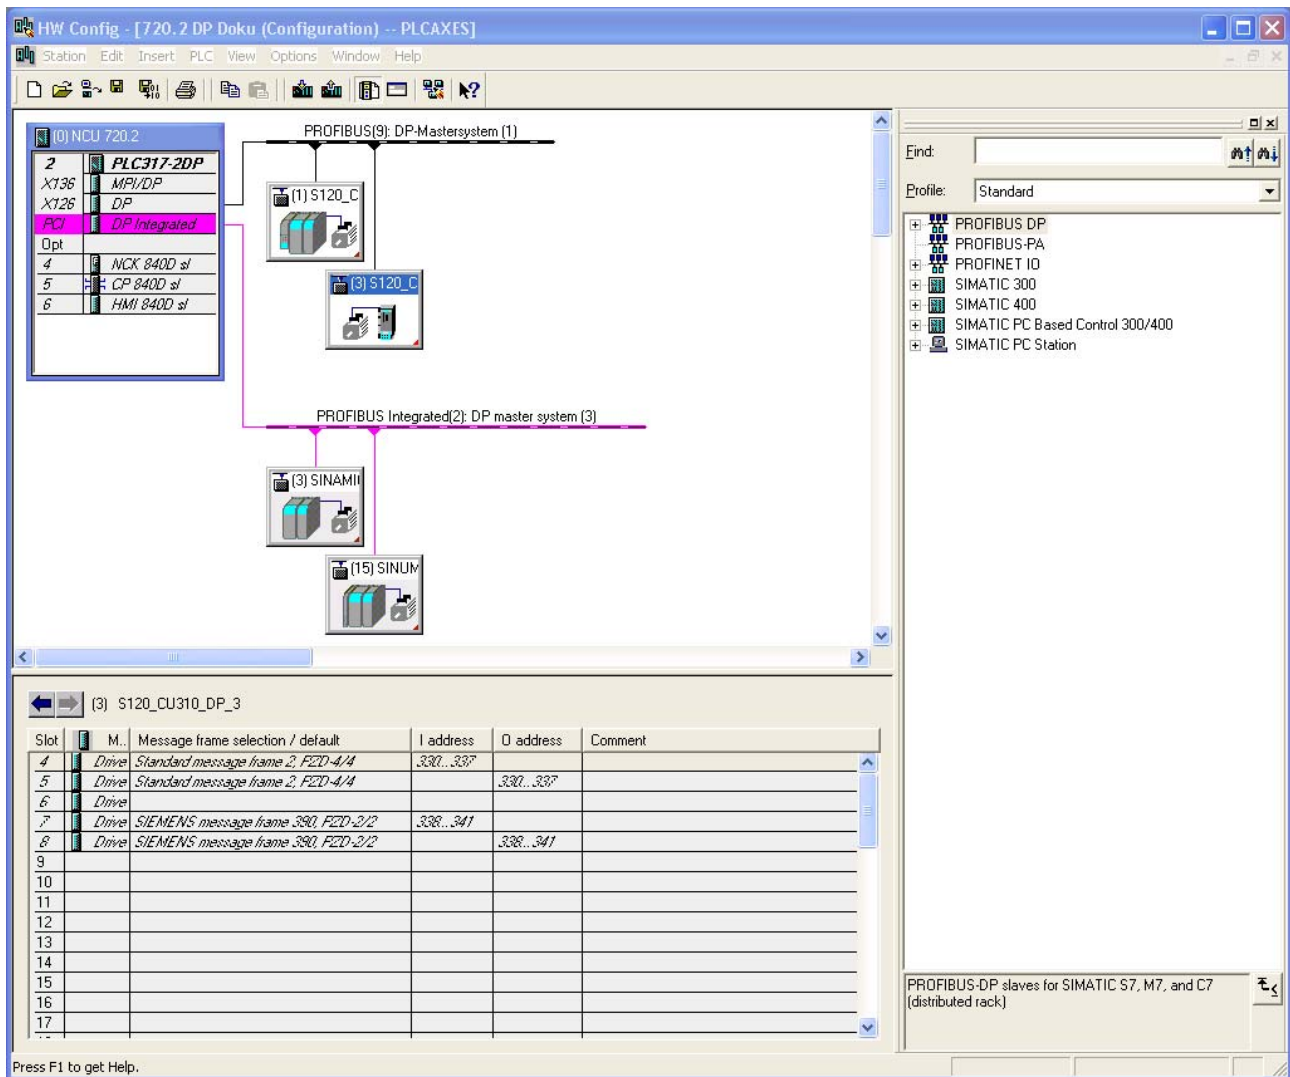 HW Config - [720.2 DP Doku (Configuration) -- PLCAXES]
Station Edit Insert PLC View Options Window Help
(0) NCU 720.2
2 PLC317-2DP
X136 MPI/DP
X126 DP
PCI DP Integrated
Opt
4 NCK 840D sl
5 CP 840D sl
6 HMI 840D sl
PROFIBUS(9): DP-Mastersystem (1)
(1) S120_C
(3) S120_C
PROFIBUS Integrated(2): DP master system (3)
(3) SINAMI
(15) SINUM
Find:
Profile: Standard
PROFIBUS DP
PROFIBUS-PA
PROFINET IO
SIMATIC 300
SIMATIC 400
SIMATIC PC Based Control 300/400
SIMATIC PC Station
PROFIBUS-DP slaves for SIMATIC S7, M7, and C7
(distributed rack)
(3) S120_CU310_DP_3
Slot M.. Message frame selection / default I address O address Comment
4 Drive Standard message frame 2, PZD-4/4 330...337
5 Drive Standard message frame 2, PZD-4/4 330...337
6 Drive
7 Drive SIEMENS message frame 390, PZD-2/2 338...341
8 Drive SIEMENS message frame 390, PZD-2/2 338...341
9
10
11
12
13
14
15
16
17
Press F1 to get Help.